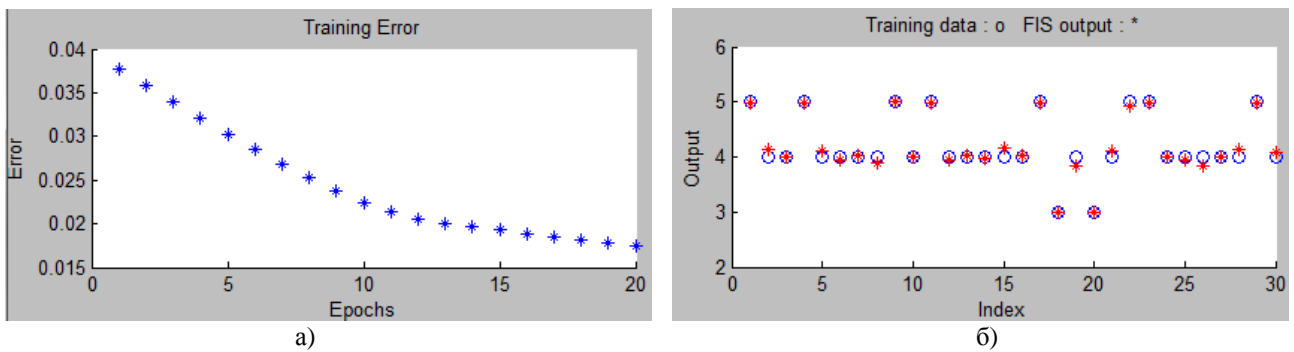 Training Error
0.04
0.035
0.03
0.025
0.02
0.015
Error
0
5
10
15
20
Epochs
а)
Training data : o FIS output : *
6
5
4
3
2
Output
0
5
10
15
20
25
30
Index
б)